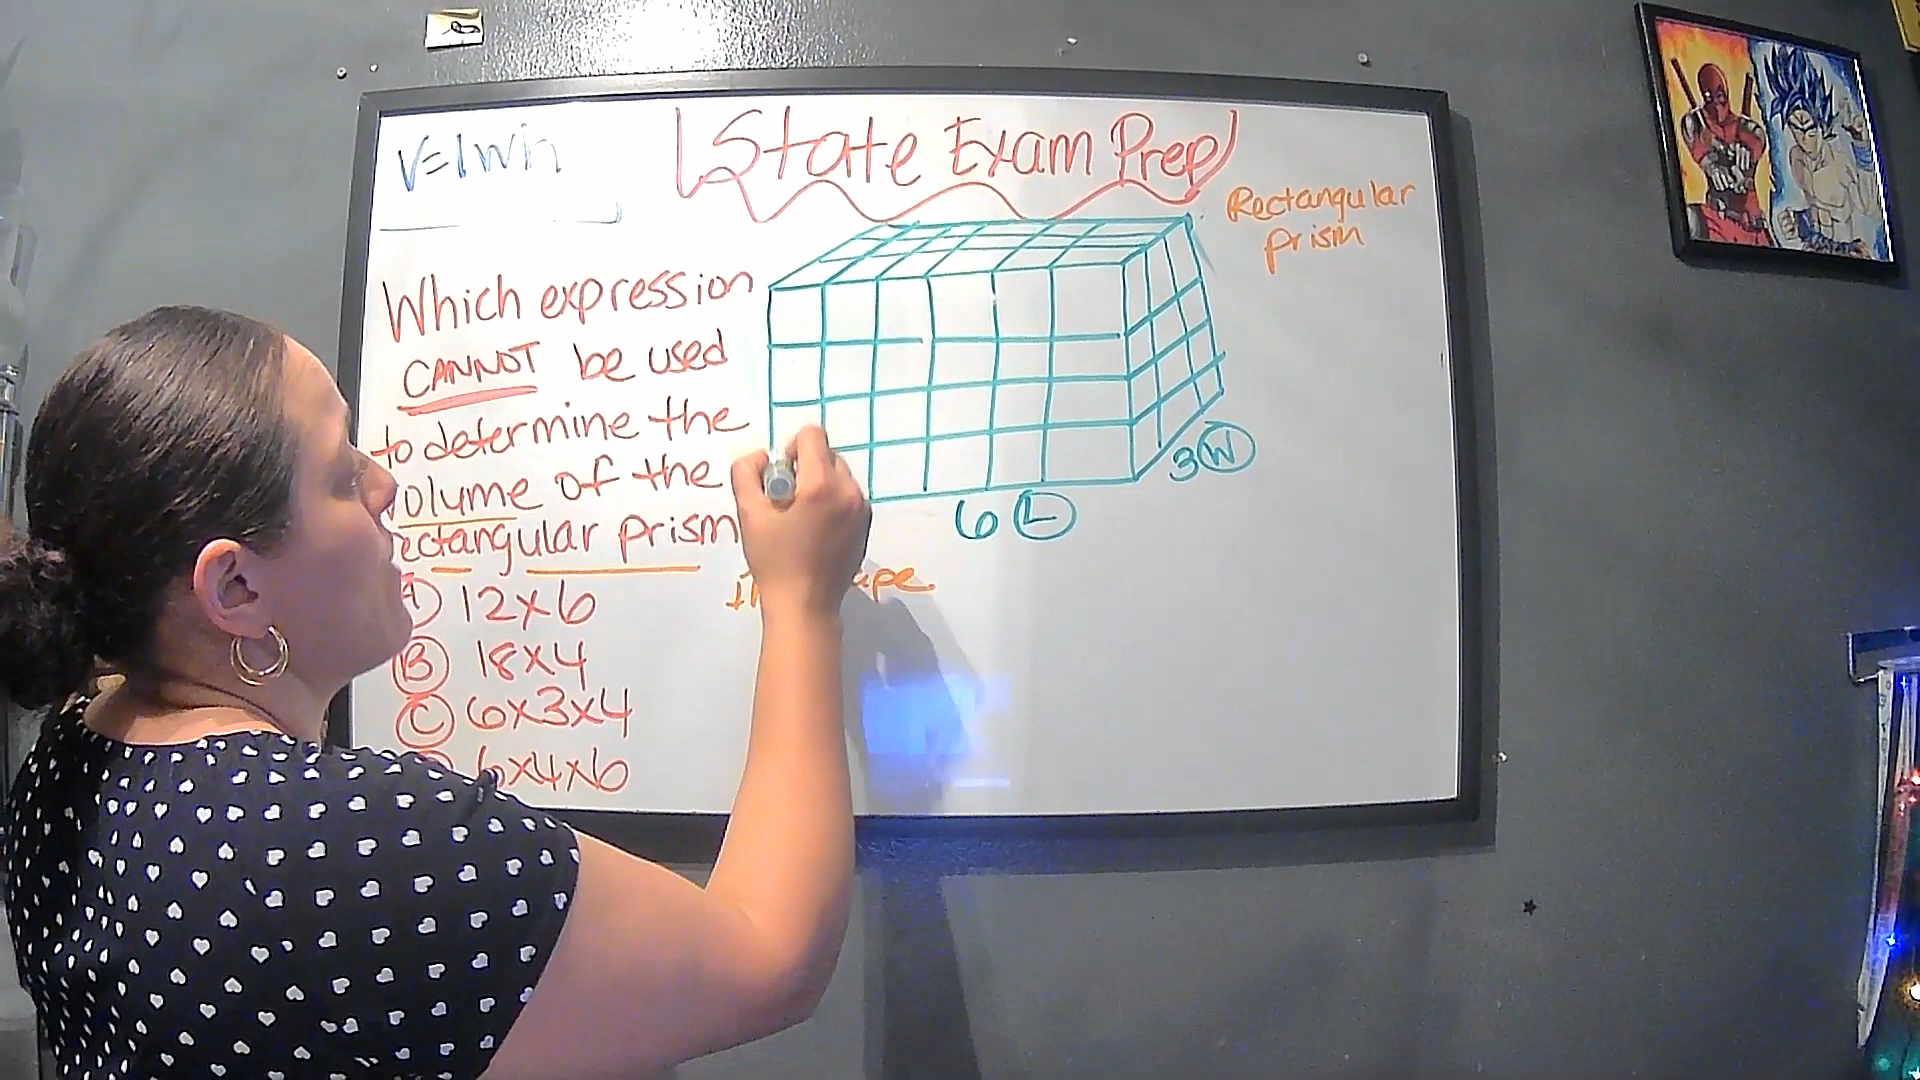 V=lwh
State Exam Prep
Rectangular
prism
Which expression
CANNOT be used
to determine the
volume of the
rectangular prism
A 12x6
B 18x4
C 6x3x4
6x4x6
3 W
6 L